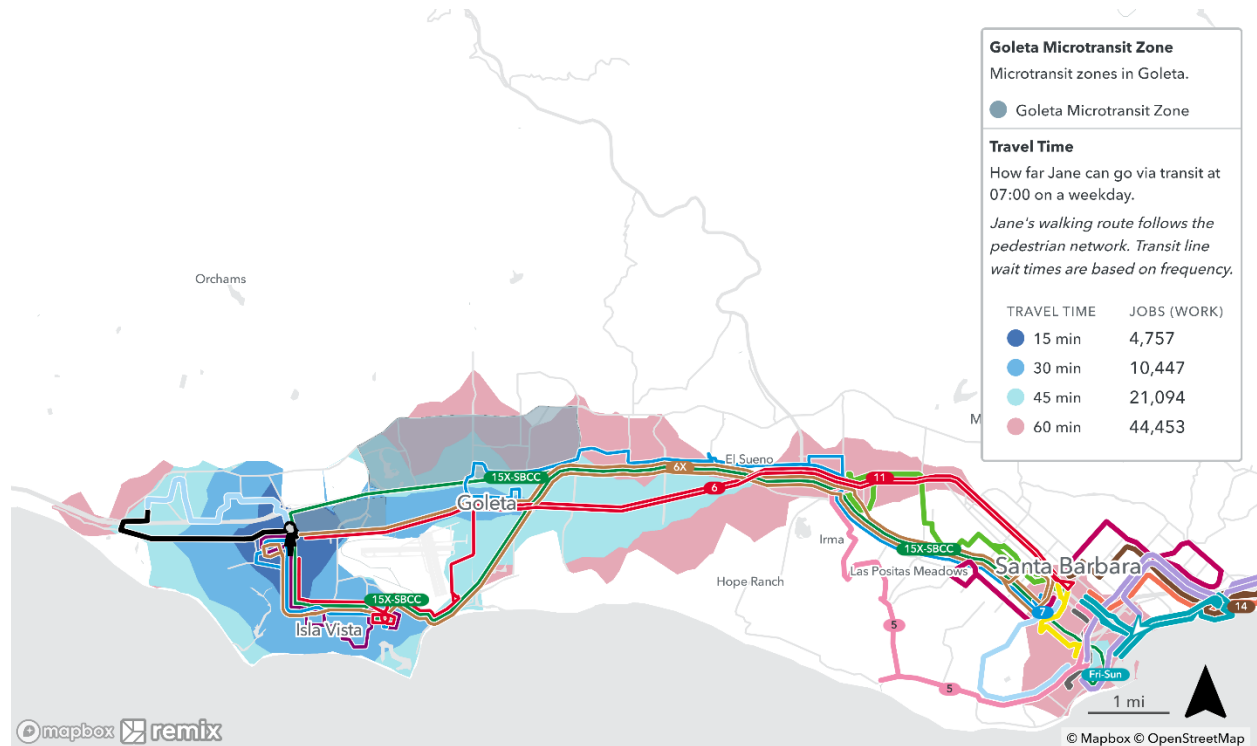 Goleta Microtransit Zone
Microtransit zones in Goleta.
Goleta Microtransit Zone
Travel Time
How far Jane can go via transit at
07:00 on a weekday.
Jane's walking route follows the
pedestrian network. Transit line
wait times are based on frequency.
TRAVEL TIME JOBS (WORK)
15 min 4,757
30 min 10,447
45 min 21,094
60 min 44,453
Orchams
M
El Sueno
6X
15X-SBCC
11
6
Goleta
Irma
15X-SBCC
Santa Barbara
Las Positas Meadows
Hope Ranch
15X-SBCC
7
14
Isla Vista
5
Fri-Sun
5
1 mi
mapbox remix
© Mapbox © OpenStreetMap